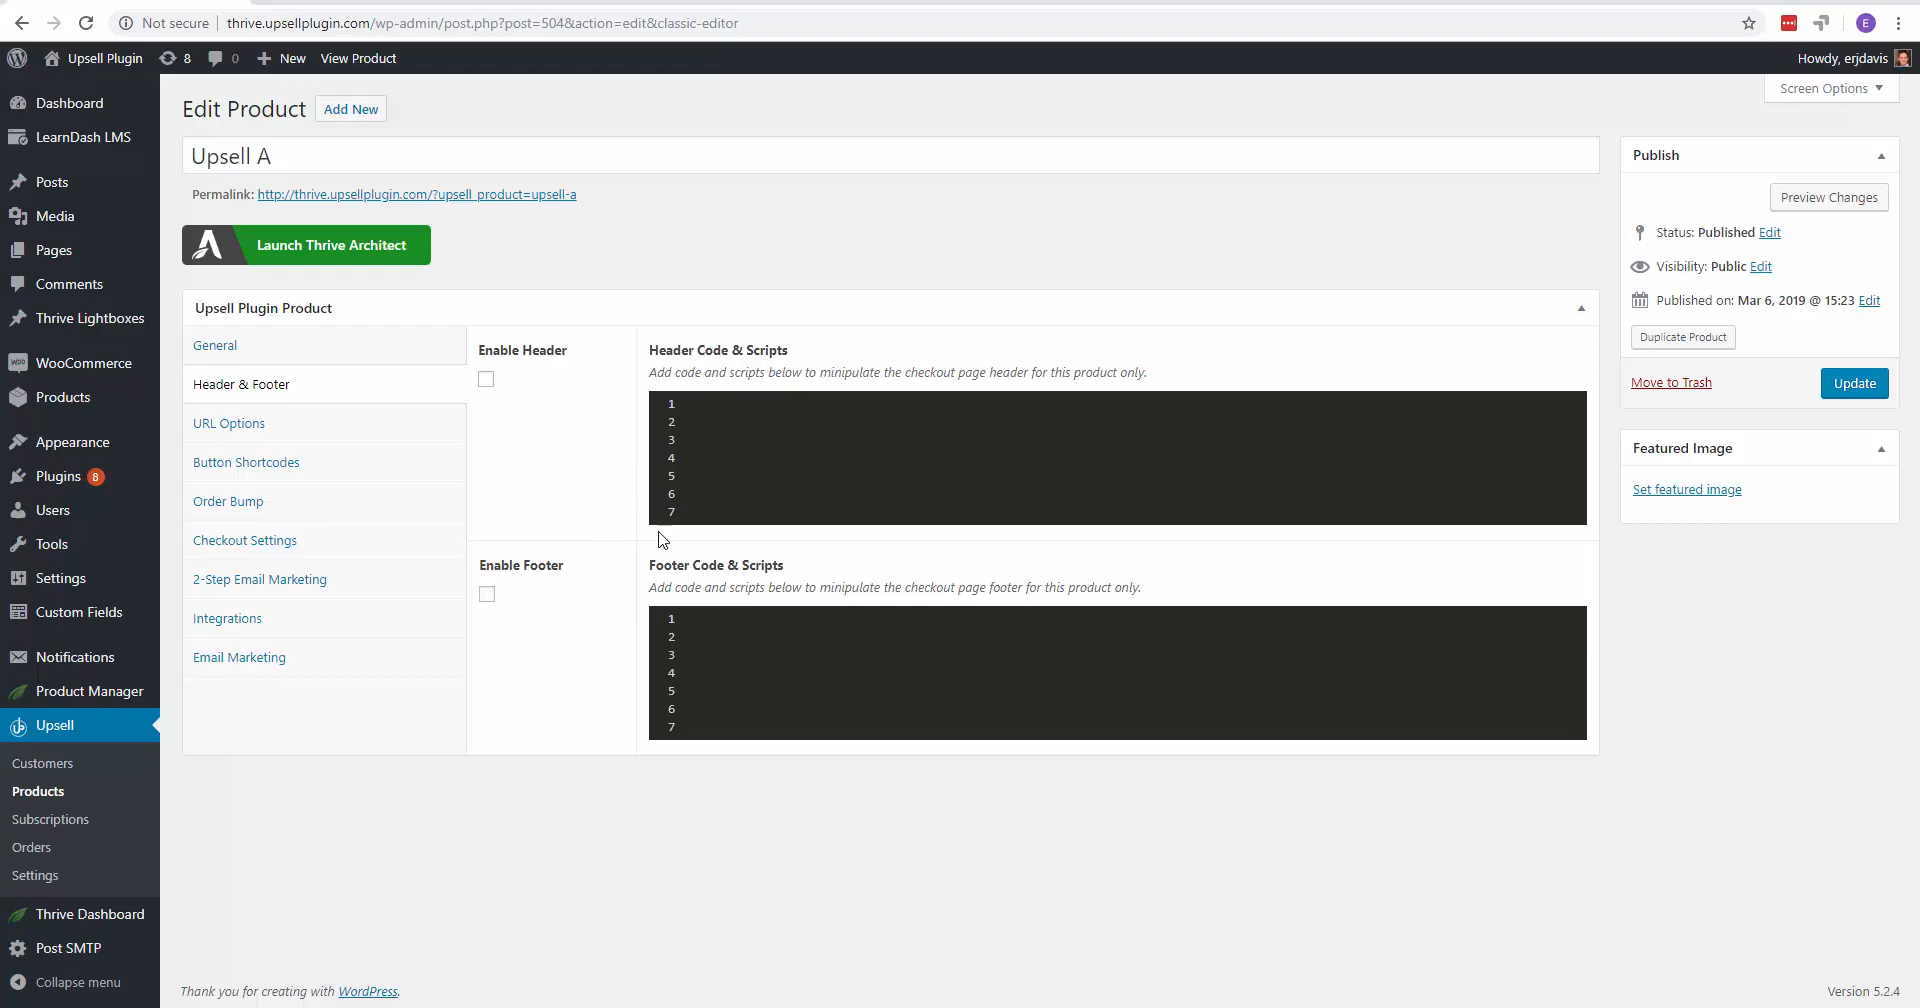 Not secure
thrive.upsellplugin.com/wp-admin/post.php?post=504&action=edit&classic-editor
E
Upsell Plugin
8
0
New
View Product
Howdy, erjdavis
Dashboard
LearnDash LMS
Posts
Media
Pages
Comments
Thrive Lightboxes
WooCommerce
Products
Appearance
Plugins 8
Users
Tools
Settings
Custom Fields
Notifications
Product Manager
Upsell
Customers
Products
Subscriptions
Orders
Settings
Thrive Dashboard
Post SMTP
Collapse menu
Screen Options
Edit Product
Add New
Upsell A
Permalink: http://thrive.upsellplugin.com/?upsell_product=upsell-a
Launch Thrive Architect
Upsell Plugin Product
General
Header & Footer
URL Options
Button Shortcodes
Order Bump
Checkout Settings
2-Step Email Marketing
Integrations
Email Marketing
Enable Header
Header Code & Scripts
Add code and scripts below to minipulate the checkout page header for this product only.
1
2
3
4
5
6
7
Enable Footer
Footer Code & Scripts
Add code and scripts below to minipulate the checkout page footer for this product only.
1
2
3
4
5
6
7
Publish
Preview Changes
Status: Published Edit
Visibility: Public Edit
Published on: Mar 6, 2019 @ 15:23 Edit
Duplicate Product
Move to Trash
Update
Featured Image
Set featured image
Thank you for creating with WordPress.
Version 5.2.4